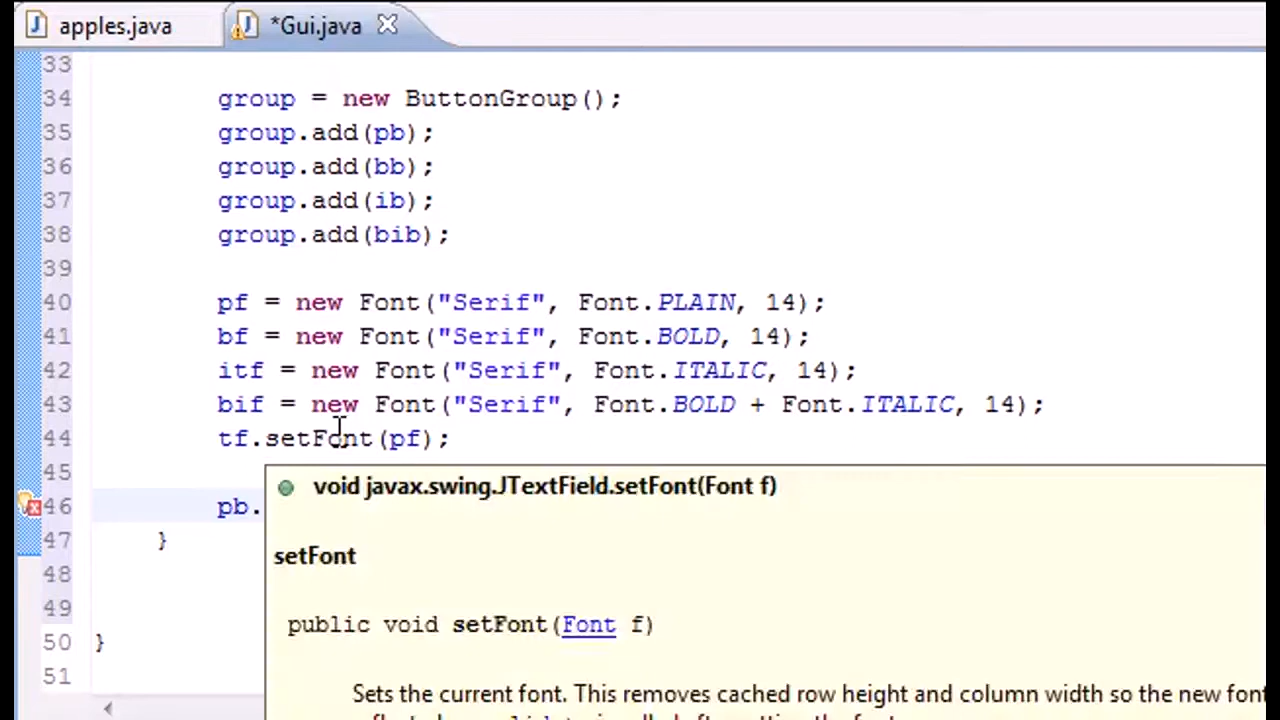 apples.java
*Gui.java
33
34 group = new ButtonGroup();
35 group.add(pb);
36 group.add(bb);
37 group.add(ib);
38 group.add(bib);
39
40 pf = new Font("Serif", Font.PLAIN, 14);
41 bf = new Font("Serif", Font.BOLD, 14);
42 itf = new Font("Serif", Font.ITALIC, 14);
43 bif = new Font("Serif", Font.BOLD + Font.ITALIC, 14);
44 tf.setFont(pf);
45
void javax.swing.JTextField.setFont(Font f)
46 pb.
47 }
setFont
48
49
public void setFont(Font f)
50 }
51
Sets the current font. This removes cached row height and column width so the new font